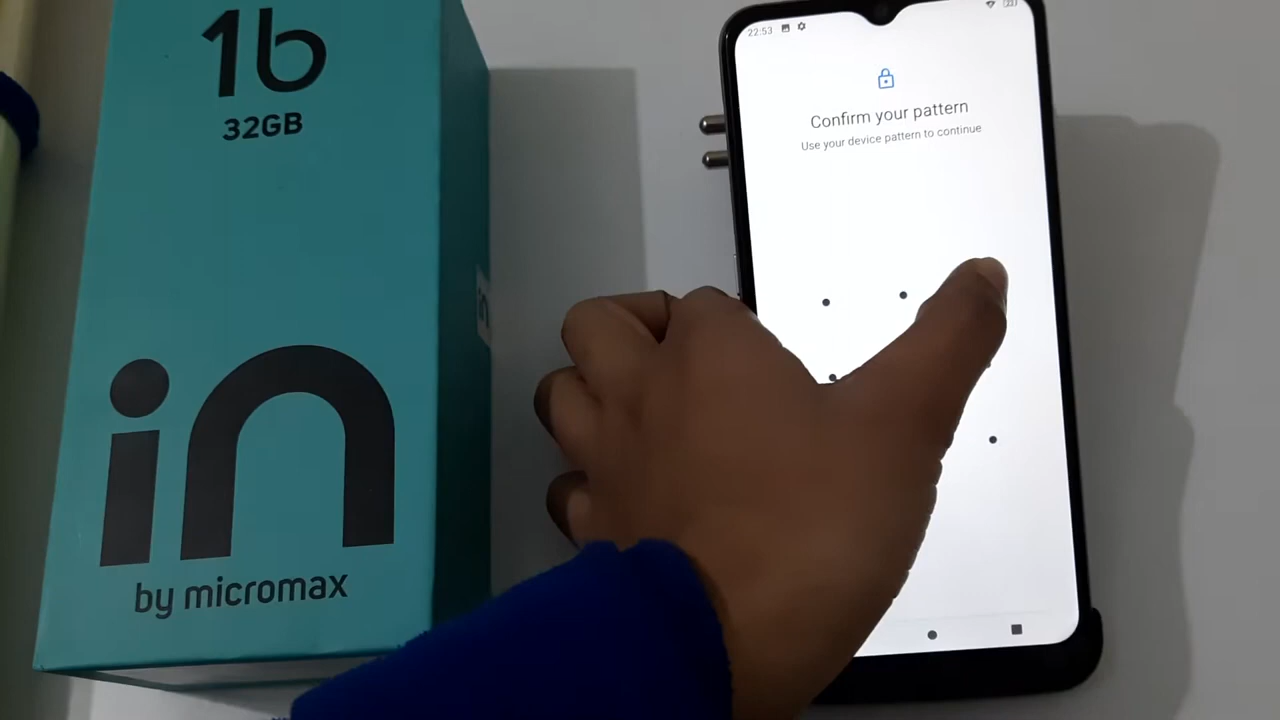 1b
32GB
in
by micromax
22:53
Confirm your pattern
Use your device pattern to continue